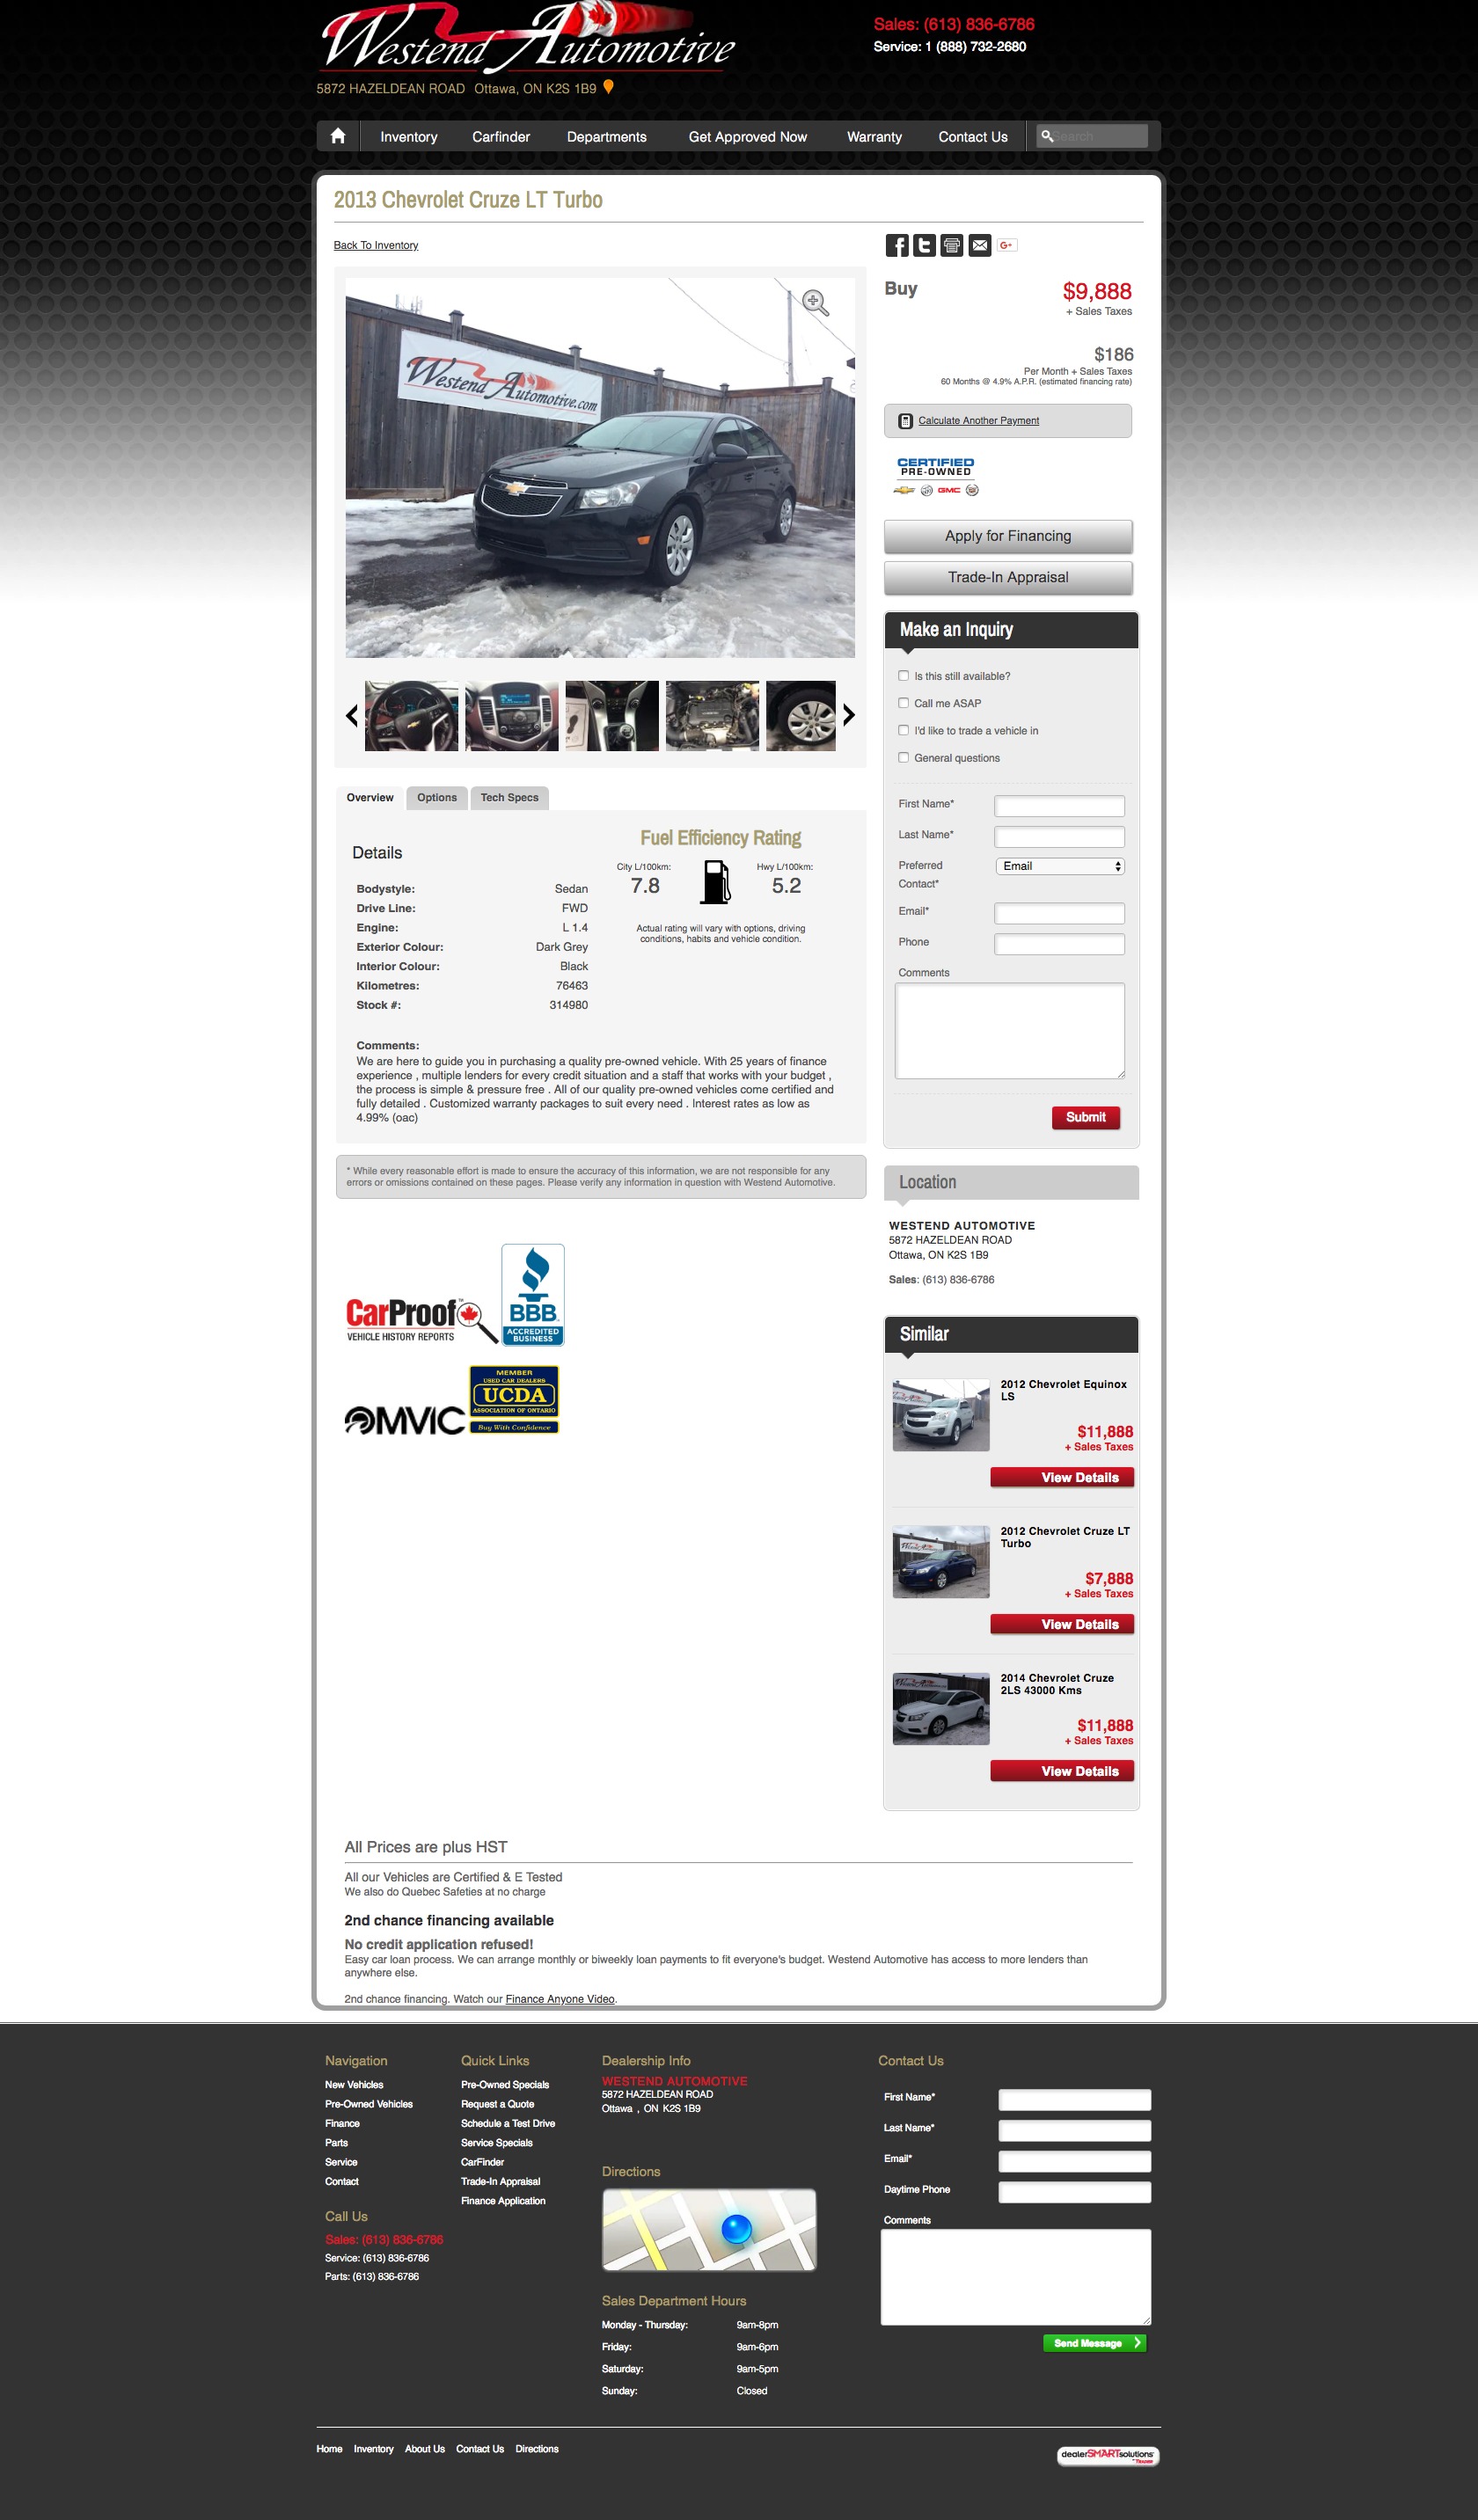 Westend Automotive
Sales: (613) 836-6786
Service: 1 (888) 732-2680
5872 HAZELDEAN ROAD Ottawa, ON K2S 1B9
Inventory Carfinder Departments Get Approved Now Warranty Contact Us Search
2013 Chevrolet Cruze LT Turbo
Back To Inventory
G+
Westend Automotive.com
Buy
$9,888
+ Sales Taxes
$186
Per Month + Sales Taxes
60 Months @ 4.9% A.P.R. (estimated financing rate)
Calculate Another Payment
CERTIFIED
PRE-OWNED
GMC
Apply for Financing
Trade-In Appraisal
Make an Inquiry
Is this still available?
Call me ASAP
I'd like to trade a vehicle in
General questions
First Name*
Last Name*
Preferred
Contact*
Email
Email*
Phone
Comments
Submit
Overview Options Tech Specs
Details
Bodystyle: Sedan
Drive Line: FWD
Engine: L 1.4
Exterior Colour: Dark Grey
Interior Colour: Black
Kilometres: 76463
Stock #: 314980
Fuel Efficiency Rating
City L/100km: Hwy L/100km:
7.8 5.2
Actual rating will vary with options, driving
conditions, habits and vehicle condition.
Comments:
We are here to guide you in purchasing a quality pre-owned vehicle. With 25 years of finance
experience , multiple lenders for every credit situation and a staff that works with your budget ,
the process is simple & pressure free . All of our quality pre-owned vehicles come certified and
fully detailed . Customized warranty packages to suit every need . Interest rates as low as
4.99% (oac)
* While every reasonable effort is made to ensure the accuracy of this information, we are not responsible for any
errors or omissions contained on these pages. Please verify any information in question with Westend Automotive.
CarProof™
VEHICLE HISTORY REPORTS
BBB
ACCREDITED
BUSINESS
OMVIC
MEMBER
USED CAR DEALERS
UCDA
ASSOCIATION OF ONTARIO
Buy With Confidence
Location
WESTEND AUTOMOTIVE
5872 HAZELDEAN ROAD
Ottawa, ON K2S 1B9
Sales: (613) 836-6786
Similar
2012 Chevrolet Equinox
LS
$11,888
+ Sales Taxes
View Details
2012 Chevrolet Cruze LT
Turbo
$7,888
+ Sales Taxes
View Details
2014 Chevrolet Cruze
2LS 43000 Kms
$11,888
+ Sales Taxes
View Details
All Prices are plus HST
All our Vehicles are Certified & E Tested
We also do Quebec Safeties at no charge
2nd chance financing available
No credit application refused!
Easy car loan process. We can arrange monthly or biweekly loan payments to fit everyone's budget. Westend Automotive has access to more lenders than
anywhere else.
2nd chance financing. Watch our Finance Anyone Video.
Navigation
New Vehicles
Pre-Owned Vehicles
Finance
Parts
Service
Contact
Call Us
Sales: (613) 836-6786
Service: (613) 836-6786
Parts: (613) 836-6786
Quick Links
Pre-Owned Specials
Request a Quote
Schedule a Test Drive
Service Specials
CarFinder
Trade-In Appraisal
Finance Application
Dealership Info
WESTEND AUTOMOTIVE
5872 HAZELDEAN ROAD
Ottawa , ON K2S 1B9
Directions
Sales Department Hours
Monday - Thursday: 9am-8pm
Friday: 9am-6pm
Saturday: 9am-5pm
Sunday: Closed
Contact Us
First Name*
Last Name*
Email*
Daytime Phone
Comments
Send Message
Home Inventory About Us Contact Us Directions
dealerSMARTsolutions